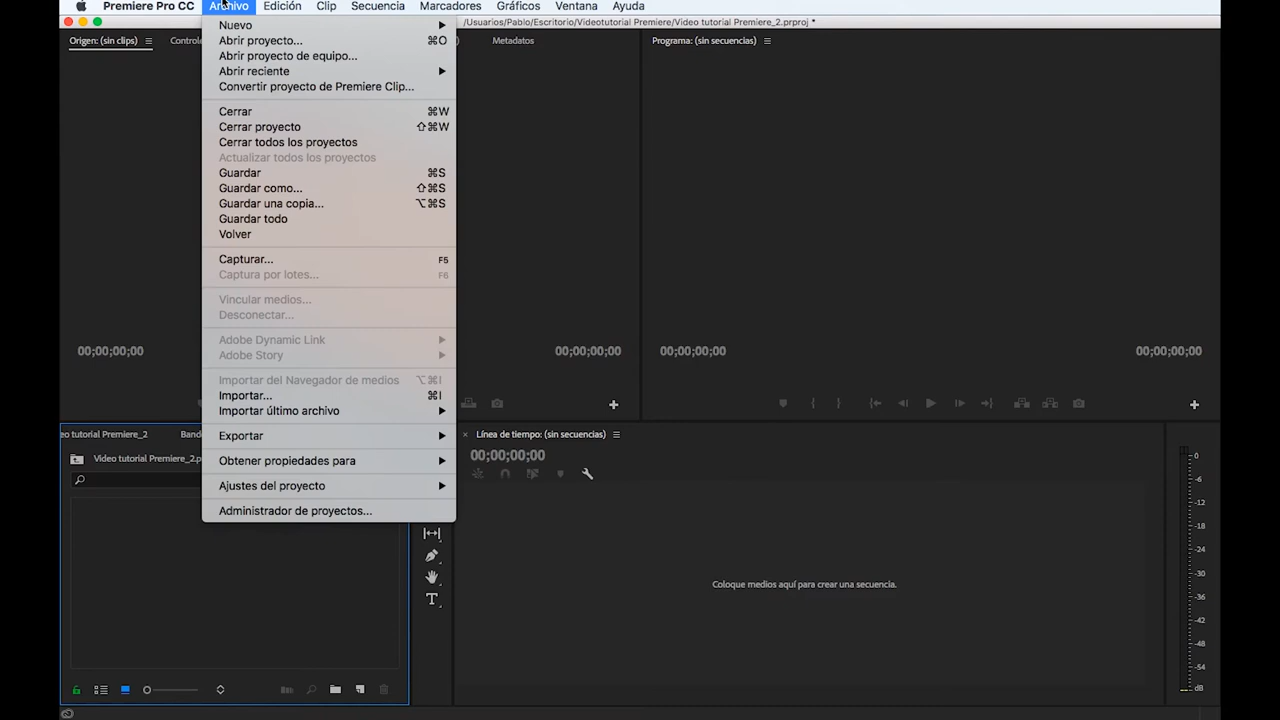 Premiere Pro CC Archivo Edición Clip Secuencia Marcadores Gráficos Ventana Ayuda
/Usuarios/Pablo/Escritorio/Videotutorial Premiere/Video tutorial Premiere_2.prproj *
Origen: (sin clips)
Metadatos
Programa: (sin secuencias)
Nuevo
Abrir proyecto... ⌘O
Abrir proyecto de equipo...
Abrir reciente
Convertir proyecto de Premiere Clip...
Cerrar ⌘W
Cerrar proyecto ⇧⌘W
Cerrar todos los proyectos
Actualizar todos los proyectos
Guardar ⌘S
Guardar como... ⇧⌘S
Guardar una copia... ⌥⌘S
Guardar todo
Volver
Capturar... F5
Captura por lotes... F6
Vincular medios...
Desconectar...
Adobe Dynamic Link
Adobe Story
Importar del Navegador de medios ⌥⌘I
Importar... ⌘I
Importar último archivo
Exportar
Obtener propiedades para
Ajustes del proyecto
Administrador de proyectos...
00;00;00;00
00;00;00;00
00;00;00;00
00;00;00;00
eo tutorial Premiere_2
Video tutorial Premiere_2.p
Línea de tiempo: (sin secuencias)
00;00;00;00
Coloque medios aquí para crear una secuencia.
0
-6
-12
-18
-24
-30
-36
-42
-48
-54
dB